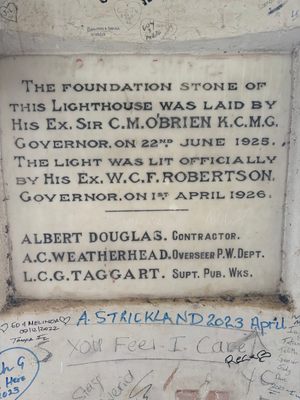 THE FOUNDATION STONE OF
THIS LIGHTHOUSE WAS LAID BY
HIS EX. SIR C.M.O'BRIEN K.C.M.G.
GOVERNOR, ON 22ND JUNE 1925.
THE LIGHT WAS LIT OFFICIALLY
BY HIS EX. W.C.F. ROBERTSON.
GOVERNOR, ON 1ST APRIL 1926.
ALBERT DOUGLAS. CONTRACTOR.
A.C. WEATHERHEAD. OVERSEER P.W. DEPT.
L.C.G. TAGGART. SUPT. PUB. WKS.
A. STRICKLAND 2023 April
You Feel I Care
Here
2023